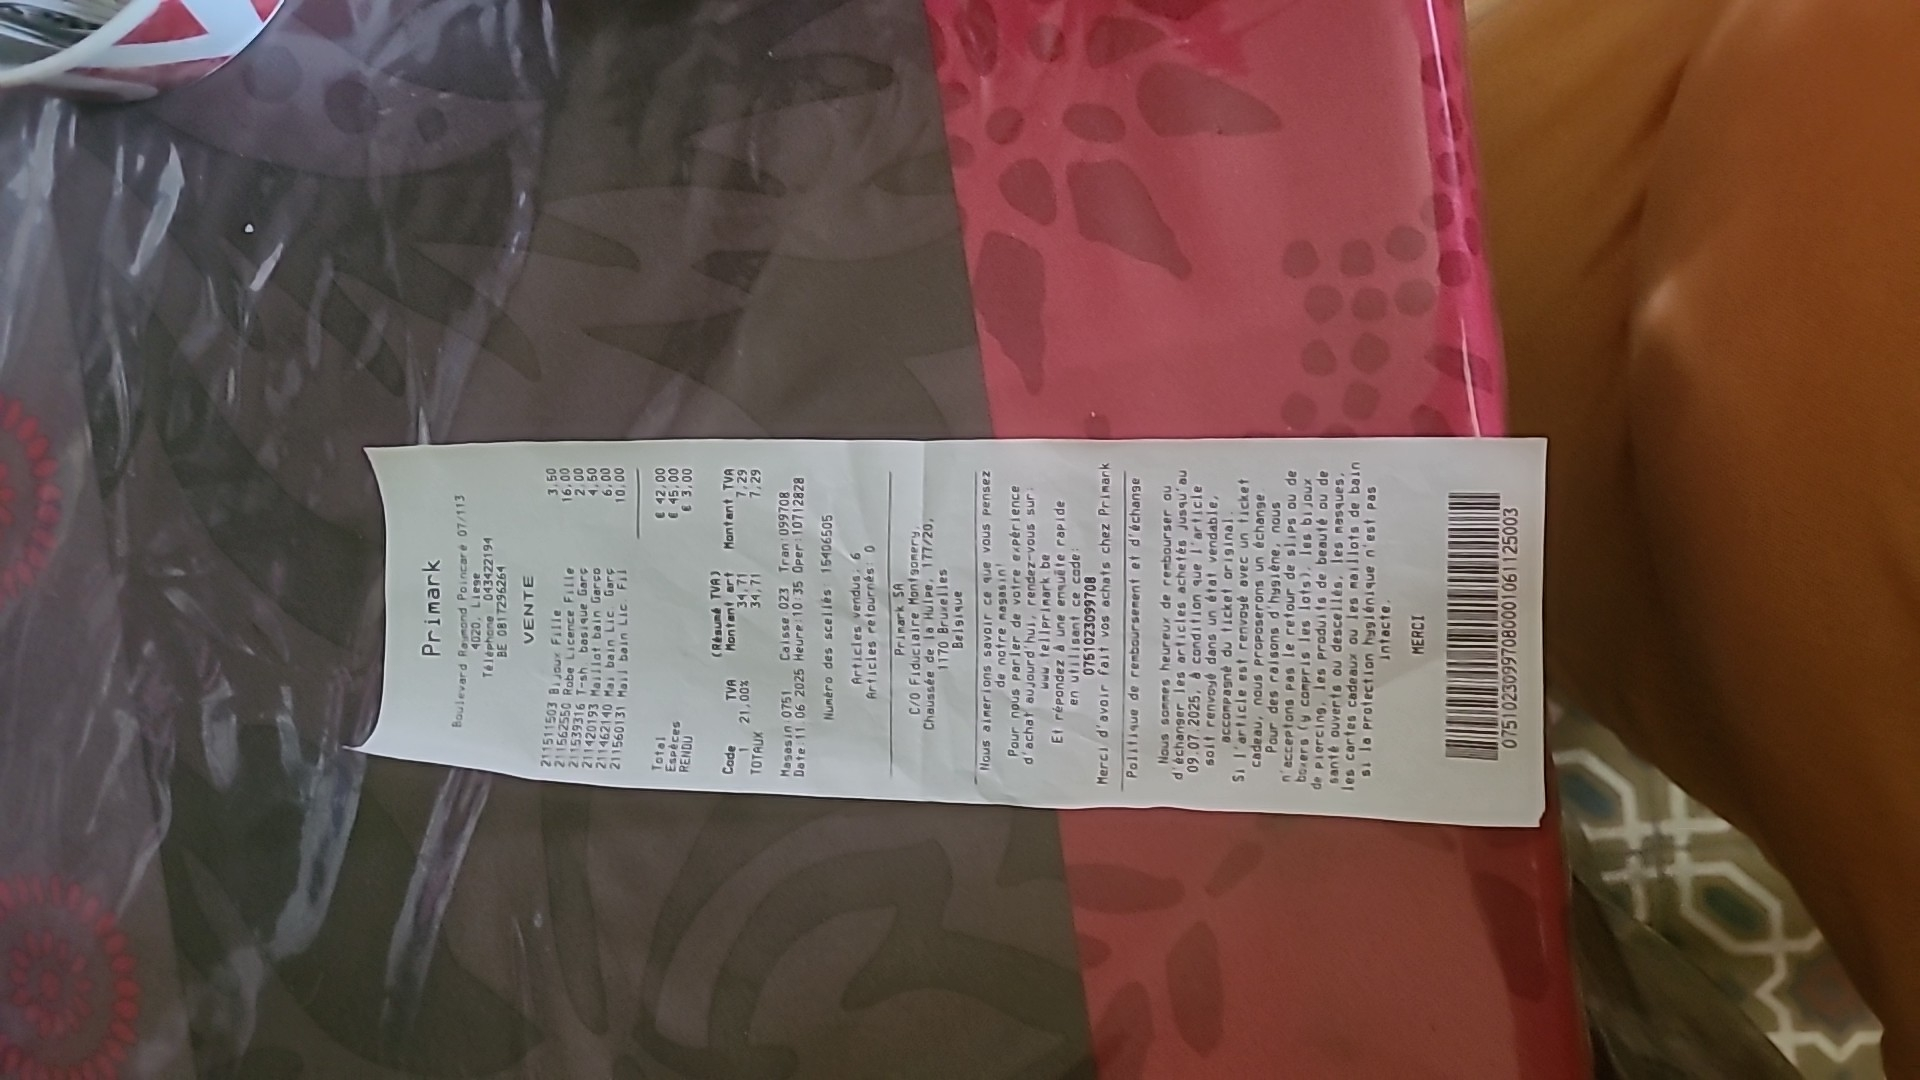 Primark
Boulevard Raymond Poincaré 07/113
4020, Liege
Téléphone 043422194
BE 0817296264
VENTE
211511503 Bijoux Fille 3,50
211562550 Robe Licence Fille 16,00
211539316 T-sh. basique Garç 2,00
211420193 Maillot bain Garço 4,50
211462140 Mai bain Lic. Garç 6,00
211560131 Mail bain Lic. Fil 10,00
Total € 42,00
Espèces € 45,00
RENDU € 3,00
(Résumé TVA)
Code TVA Montant art Montant TVA
1 21,00% 34,71 7,29
TOTAUX 34,71 7,29
Magasin:0751 Caisse:023 Tran:099708
Date:11.06.2025 Heure:10:35 Oper:10712828
Numéro des scellés: 15406505
Articles vendus: 6
Articles retournés: 0
Primark SA
C/O Fiduciaire Montgomery,
Chaussée de la Hulpe, 177/20,
1170 Bruxelles
Belgique
Nous aimerions savoir ce que vous pensez
de notre magasin!
Pour nous parler de votre expérience
d'achat aujourd'hui, rendez-vous sur:
www.tellprimark.be
Et répondez à une enquête rapide
en utilisant ce code:
075102309970​8
Merci d'avoir fait vos achats chez Primark
Politique de remboursement et d'échange
Nous sommes heureux de rembourser ou
d'échanger les articles achetés jusqu'au
09.07.2025, à condition que l'article
soit renvoyé dans un état vendable,
accompagné du ticket original.
Si l'article est renvoyé avec un ticket
cadeau, nous proposerons un échange.
Pour des raisons d'hygiène, nous
n'acceptons pas le retour de slips ou de
boxers (y compris les lots), les bijoux
de piercing, les produits de beauté ou de
santé ouverts ou descellés, les masques,
les cartes cadeaux ou les maillots de bain
si la protection hygiénique n'est pas
intacte.
MERCI
07510230997080001061125003